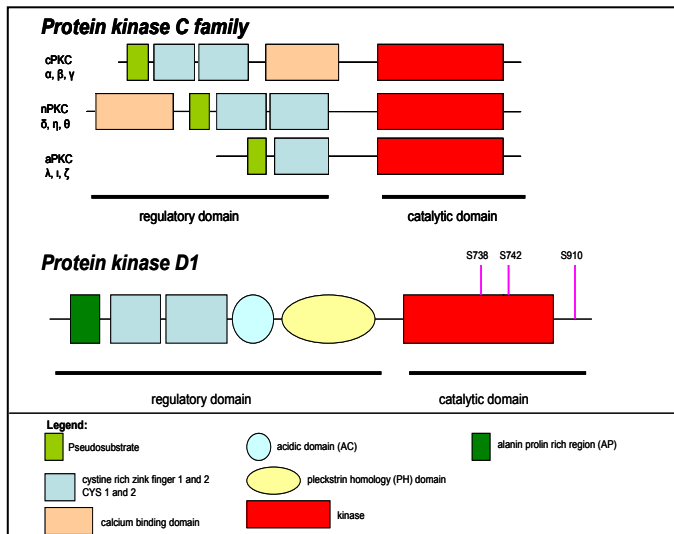 Protein kinase C family
cPKC
α, β, γ
nPKC
δ, η, θ
aPKC
λ, ι, ζ
regulatory domain
catalytic domain
Protein kinase D1
S738
S742
S910
regulatory domain
catalytic domain
Legend:
Pseudosubstrate
acidic domain (AC)
alanin prolin rich region (AP)
cystine rich zink finger 1 and 2
CYS 1 and 2
pleckstrin homology (PH) domain
calcium binding domain
kinase